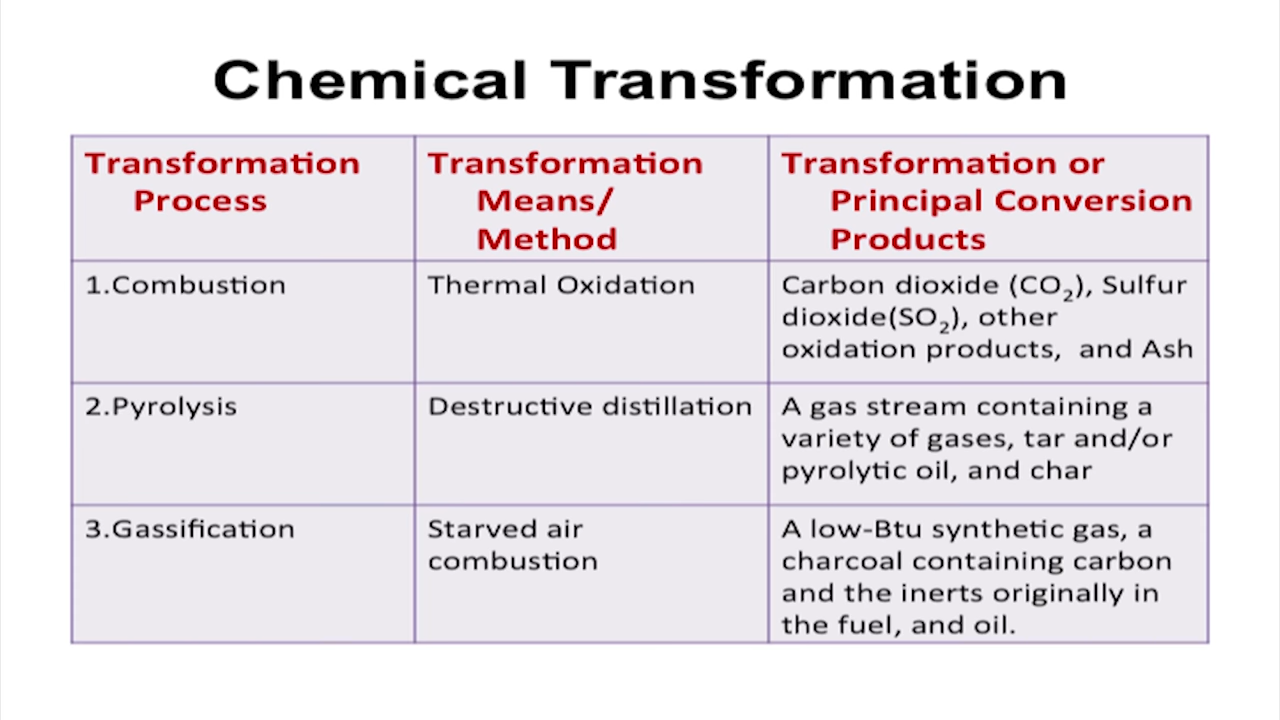 Chemical Transformation
Transformation
Process
Transformation
Means/
Method
Transformation or
Principal Conversion
Products
1.Combustion
Thermal Oxidation
Carbon dioxide (CO₂), Sulfur
dioxide(SO₂), other
oxidation products, and Ash
2.Pyrolysis
Destructive distillation
A gas stream containing a
variety of gases, tar and/or
pyrolytic oil, and char
3.Gassification
Starved air
combustion
A low-Btu synthetic gas, a
charcoal containing carbon
and the inerts originally in
the fuel, and oil.